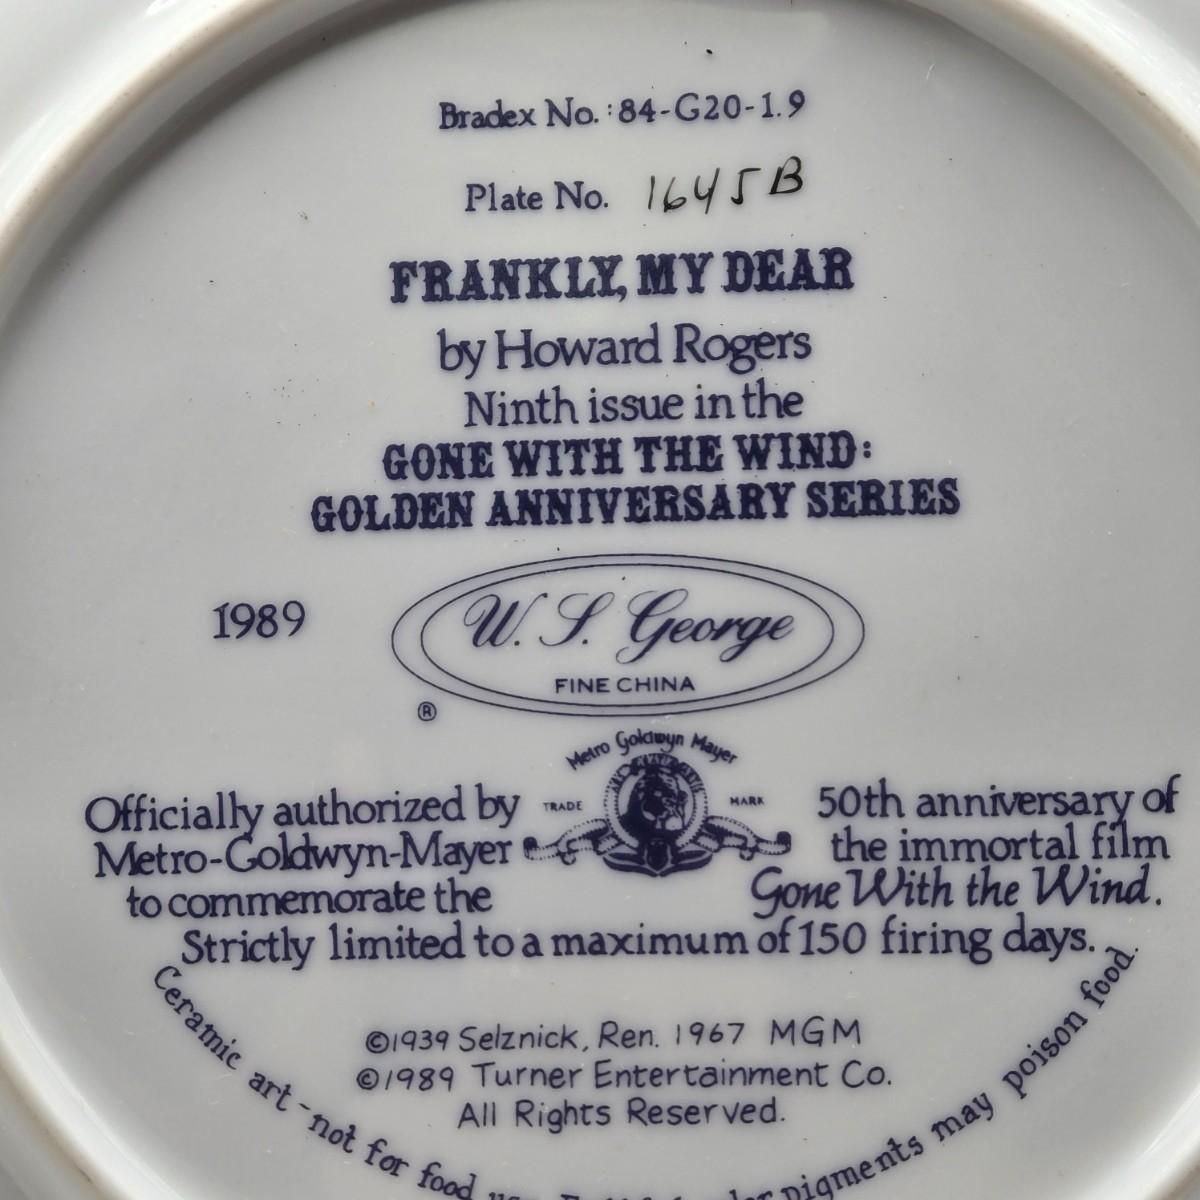 Bradex No.: 84-G20-1.9
Plate No. 1645B
FRANKLY, MY DEAR
by Howard Rogers
Ninth issue in the
GONE WITH THE WIND:
GOLDEN ANNIVERSARY SERIES
1989
W. S. George
FINE CHINA
®
Metro Goldwyn Mayer
TRADE MARK
Officially authorized by
Metro-Goldwyn-Mayer
to commemorate the
50th anniversary of
the immortal film
Gone With the Wind.
Strictly limited to a maximum of 150 firing days.
©1939 Selznick, Ren. 1967 MGM
©1989 Turner Entertainment Co.
All Rights Reserved.
Ceramic art - not for food pigments may poison food.